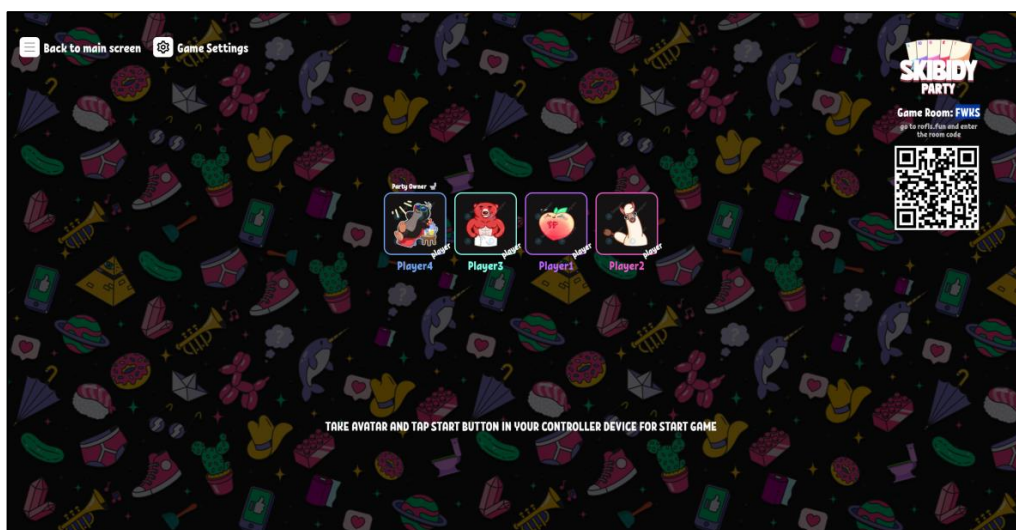 Back to main screen
Game Settings
SKIBIDY
PARTY
Game Room: FWKS
go to rofls.fun and enter
the room code
Party Owner
player
player
player
player
Player4
Player3
Player1
Player2
TAKE AVATAR AND TAP START BUTTON IN YOUR CONTROLLER DEVICE FOR START GAME